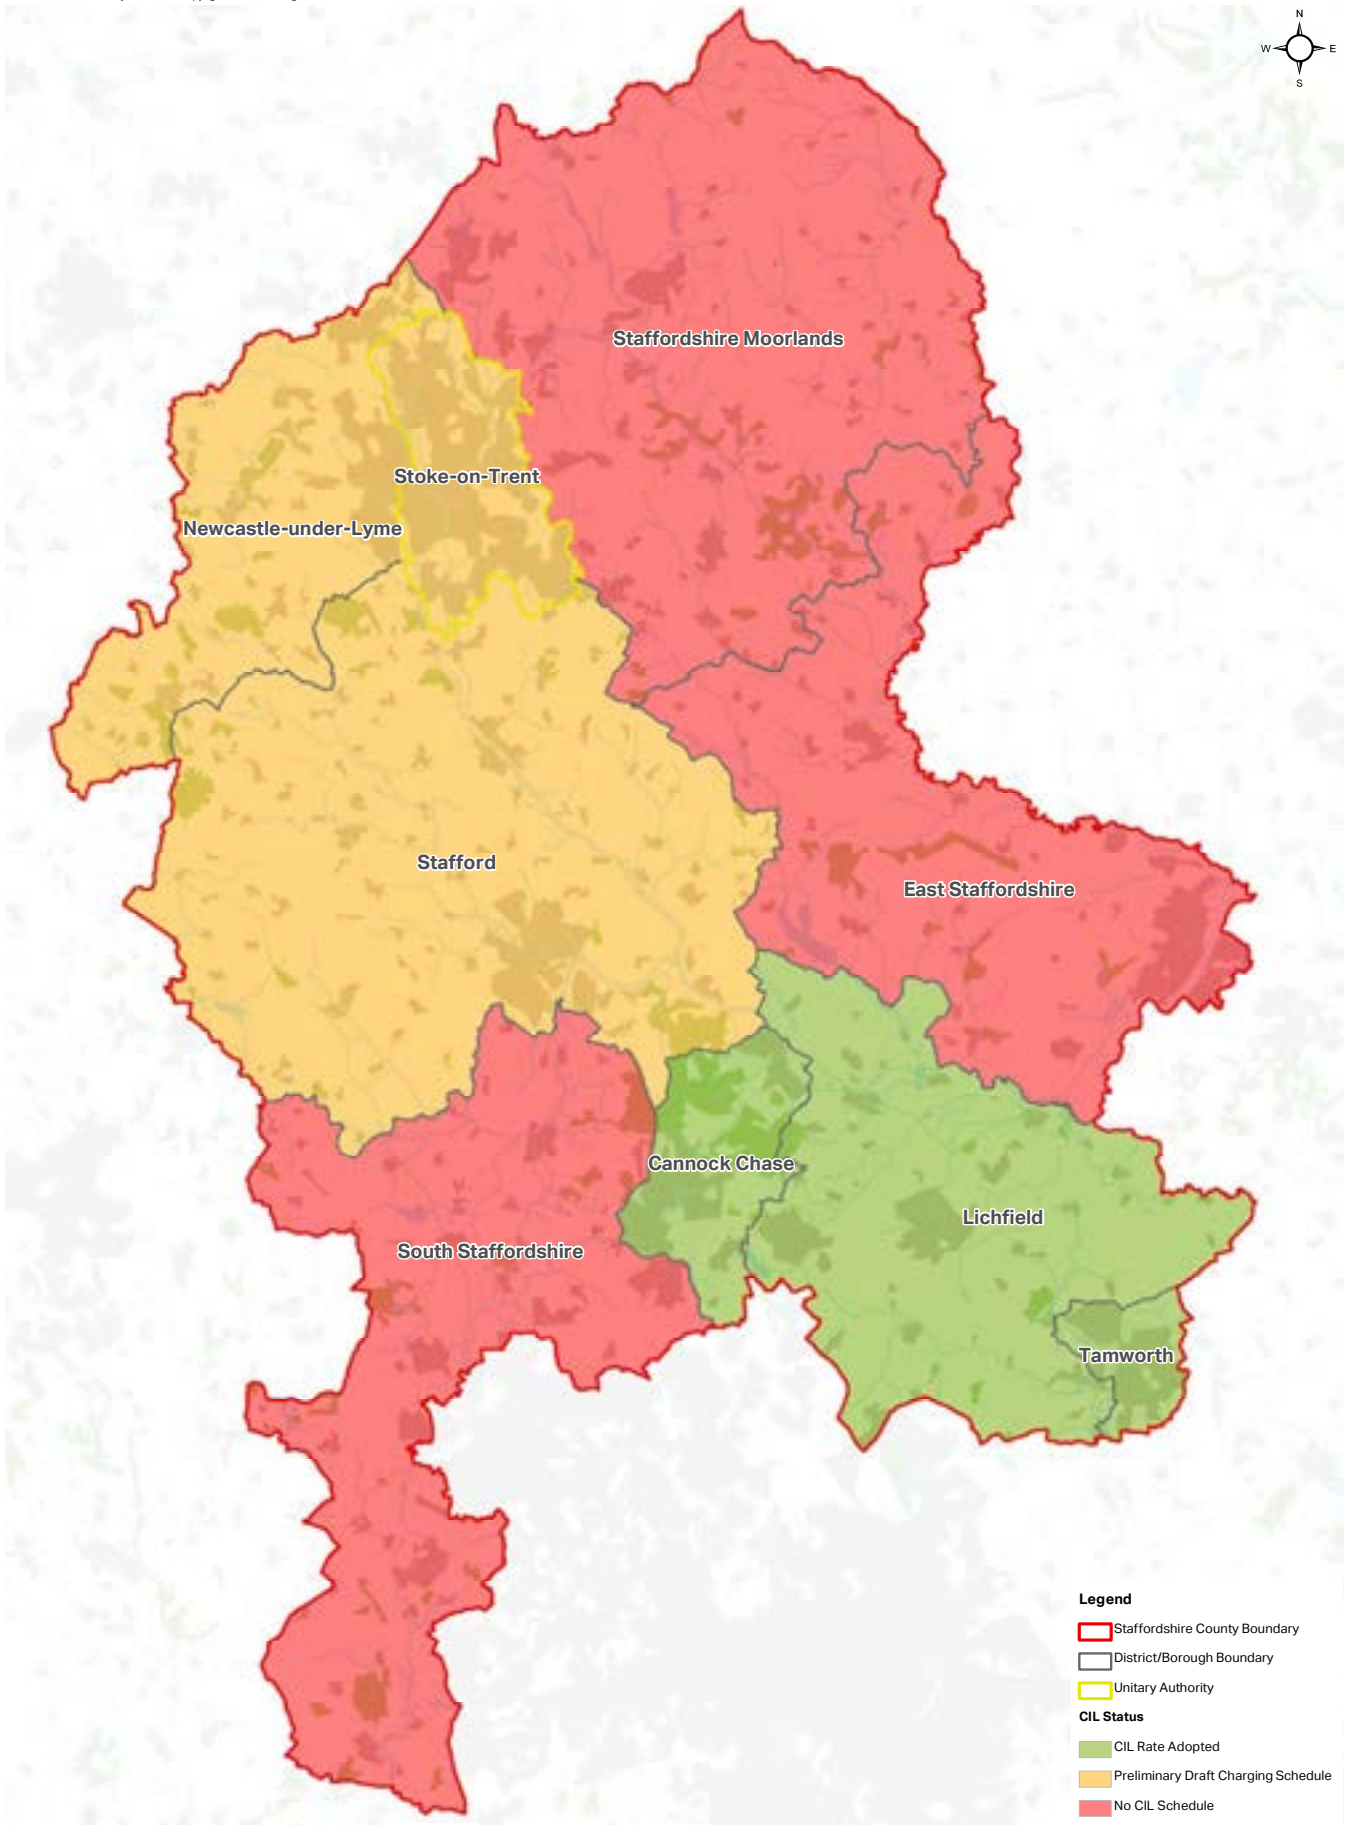 N
W E
S
Staffordshire Moorlands
Stoke-on-Trent
Newcastle-under-Lyme
Stafford
East Staffordshire
Cannock Chase
Lichfield
South Staffordshire
Tamworth
Legend
Staffordshire County Boundary
District/Borough Boundary
Unitary Authority
CIL Status
CIL Rate Adopted
Preliminary Draft Charging Schedule
No CIL Schedule